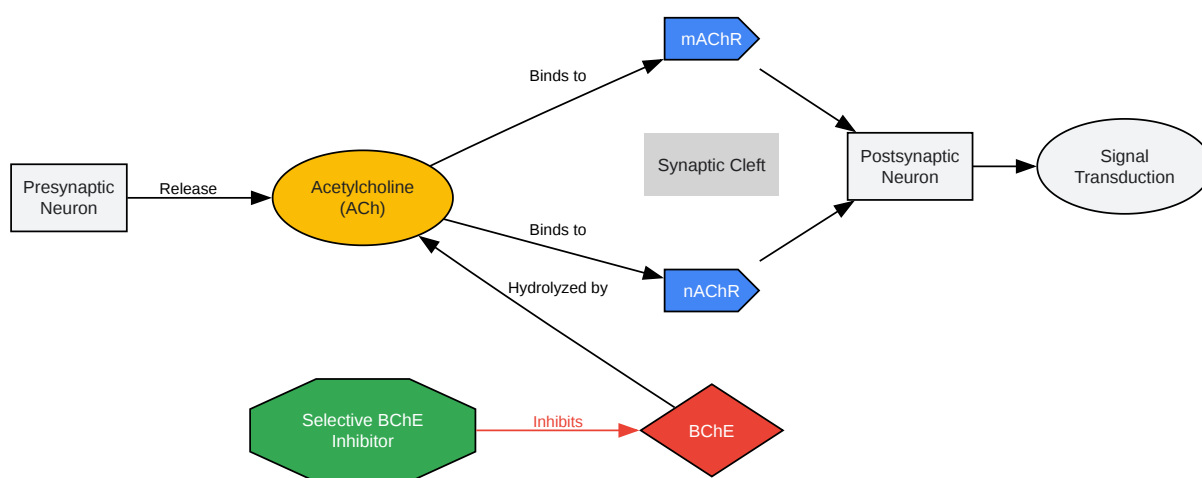 mAChR
Binds to
Synaptic Cleft
Postsynaptic
Neuron
Signal
Transduction
Presynaptic
Neuron
Release
Acetylcholine
(ACh)
Binds to
nAChR
Hydrolyzed by
Selective BChE
Inhibitor
Inhibits
BChE